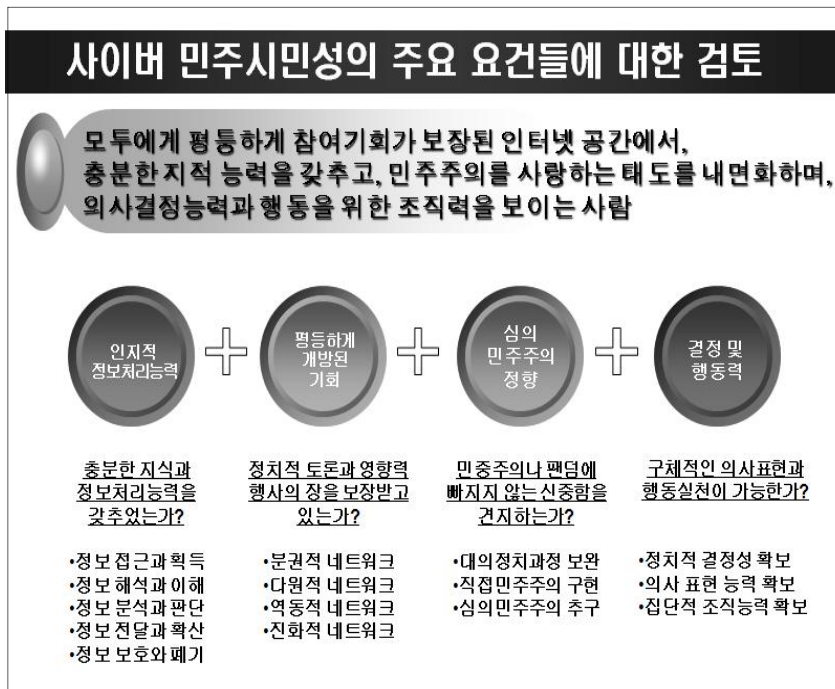 사이버 민주시민성의 주요 요건들에 대한 검토
모두에게 평등하게 참여기회가 보장된 인터넷 공간에서,
충분한 지적 능력을 갖추고, 민주주의를 사랑하는 태도를 내면화하며,
의사결정능력과 행동을 위한 조직력을 보이는 사람
인지적
정보처리능력
평등하게
개방된
기회
심의
민주주의
정향
결정 및
행동력
충분한 지식과
정보처리능력을
갖추었는가?
•정보 접근과 획득
•정보 해석과 이해
•정보 분석과 판단
•정보 전달과 확산
•정보 보호와 폐기
정치적 토론과 영향력
행사의 장을 보장받고
있는가?
•분권적 네트워크
•다원적 네트워크
•역동적 네트워크
•진화적 네트워크
민중주의나 팬덤에
빠지지 않는 신중함을
견지하는가?
•대의정치과정 보완
•직접민주주의 구현
•심의민주주의 추구
구체적인 의사표현과
행동실천이 가능한가?
•정치적 결정성 확보
•의사 표현 능력 확보
•집단적 조직능력 확보